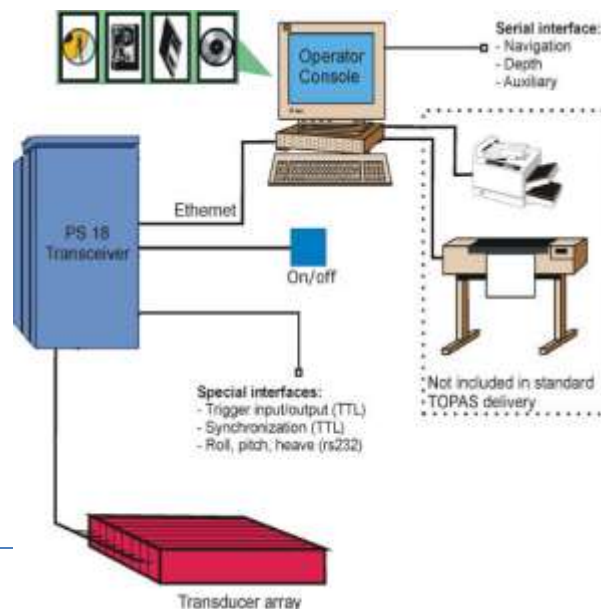 Serial interface:
- Navigation
- Depth
- Auxiliary
Operator
Console
Ethernet
PS 18
Transceiver
On/off
Special interfaces:
- Trigger input/output (TTL)
- Synchronization (TTL)
- Roll, pitch, heave (rs232)
Not included in standard
TOPAS delivery
Transducer array